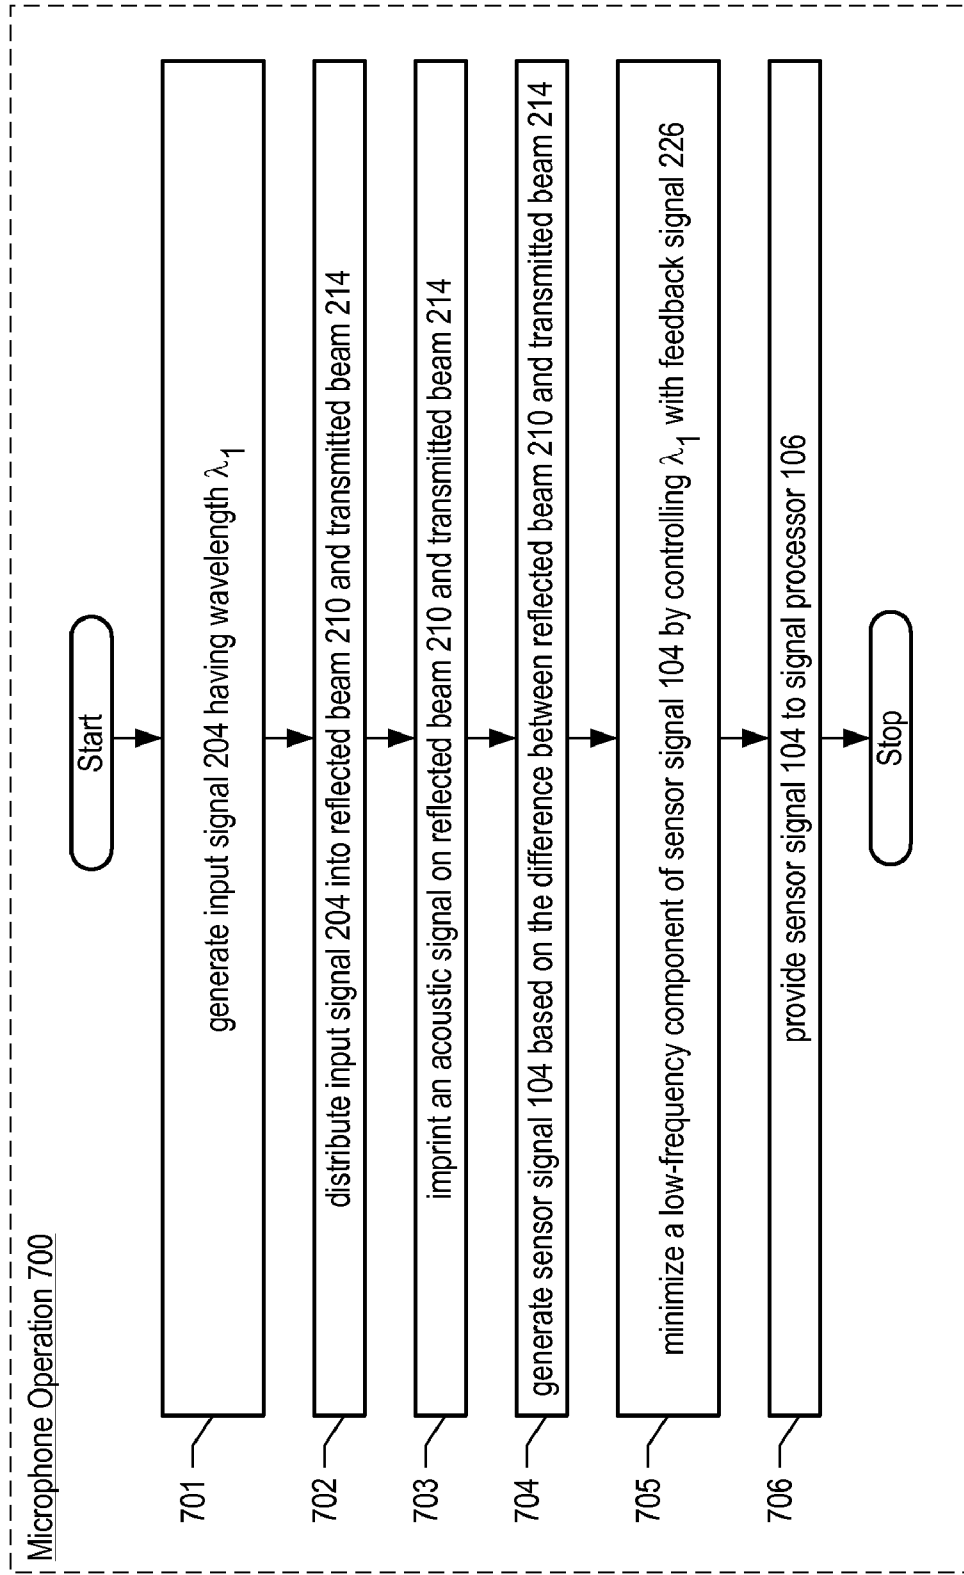 Microphone Operation 700
Start
701
generate input signal 204 having wavelength λ1
702
distribute input signal 204 into reflected beam 210 and transmitted beam 214
703
imprint an acoustic signal on reflected beam 210 and transmitted beam 214
704
generate sensor signal 104 based on the difference between reflected beam 210 and transmitted beam 214
705
minimize a low-frequency component of sensor signal 104 by controlling λ1 with feedback signal 226
706
provide sensor signal 104 to signal processor 106
Stop